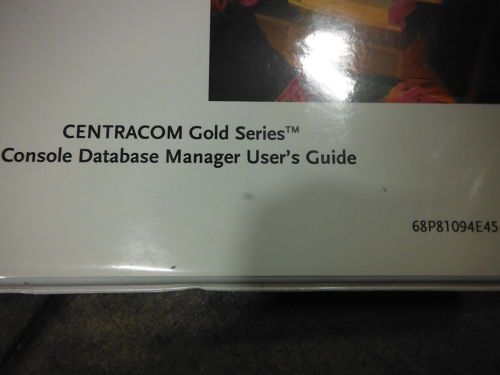 CENTRACOM Gold Series™
Console Database Manager User's Guide
68P81094E45-